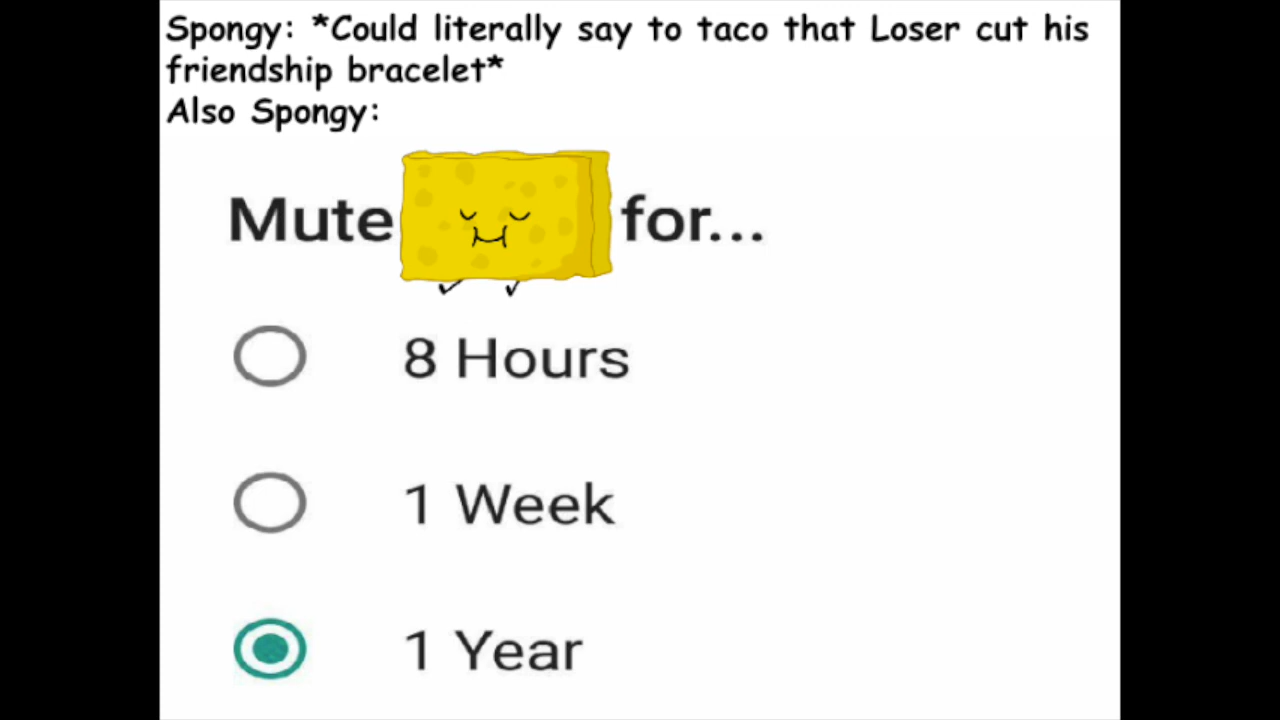 Spongy: *Could literally say to taco that Loser cut his
friendship bracelet*
Also Spongy:
Mute for...
8 Hours
1 Week
1 Year